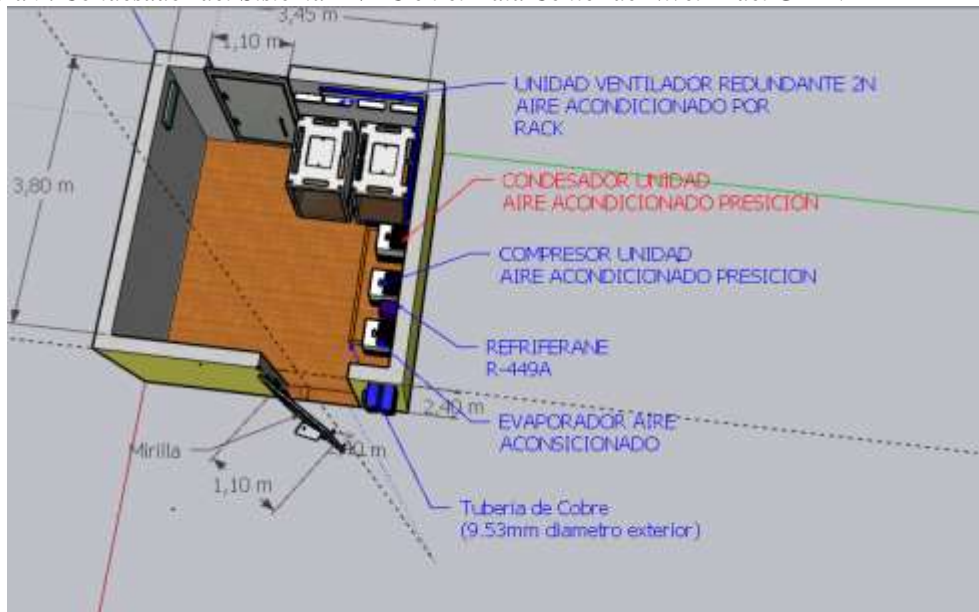 3,45 m
1,10 m
3,80 m
UNIDAD VENTILADOR REDUNDANTE 2N
AIRE ACONDICIONADO POR
RACK
CONDESADOR UNIDAD
AIRE ACONDICIONADO PRESICION
COMPRESOR UNIDAD
AIRE ACONDICIONADO PRESICION
REFRIFERANE
R-449A
2,40 m
EVAPORADOR AIRE
ACONSICIONADO
Mirilla
1,10 m
Tuberia de Cobre
(9.53mm diametro exterior)